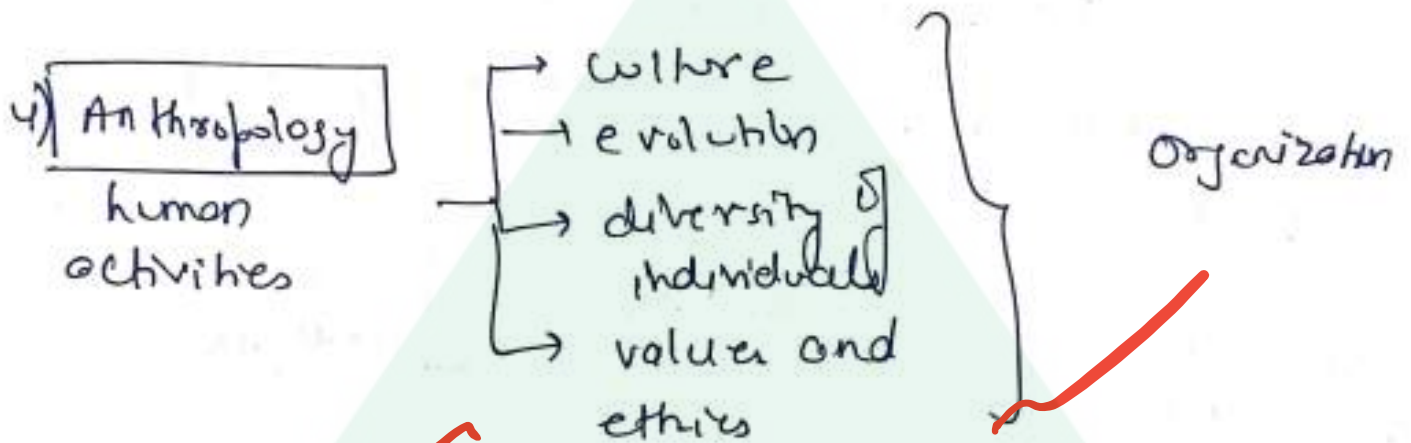 4) Anthropology
human
activities
culture
evolution
diversity of
individuals
values and
ethics
Organization